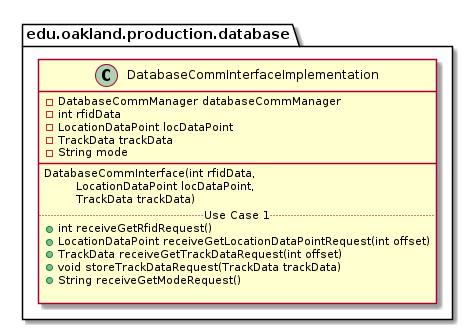 edu.oakland.production.database
C DatabaseCommInterfaceImplementation
DatabaseCommManager databaseCommManager
int rfidData
LocationDataPoint locDataPoint
TrackData trackData
String mode
DatabaseCommInterface(int rfidData,
LocationDataPoint locDataPoint,
TrackData trackData)
Use Case 1
int receiveGetRfidRequest()
LocationDataPoint receiveGetLocationDataPointRequest(int offset)
TrackData receiveGetTrackDataRequest(int offset)
void storeTrackDataRequest(TrackData trackData)
String receiveGetModeRequest()